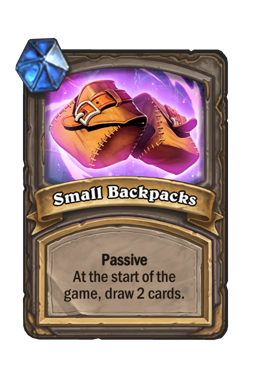 Small Backpacks
Passive
At the start of the
game, draw 2 cards.